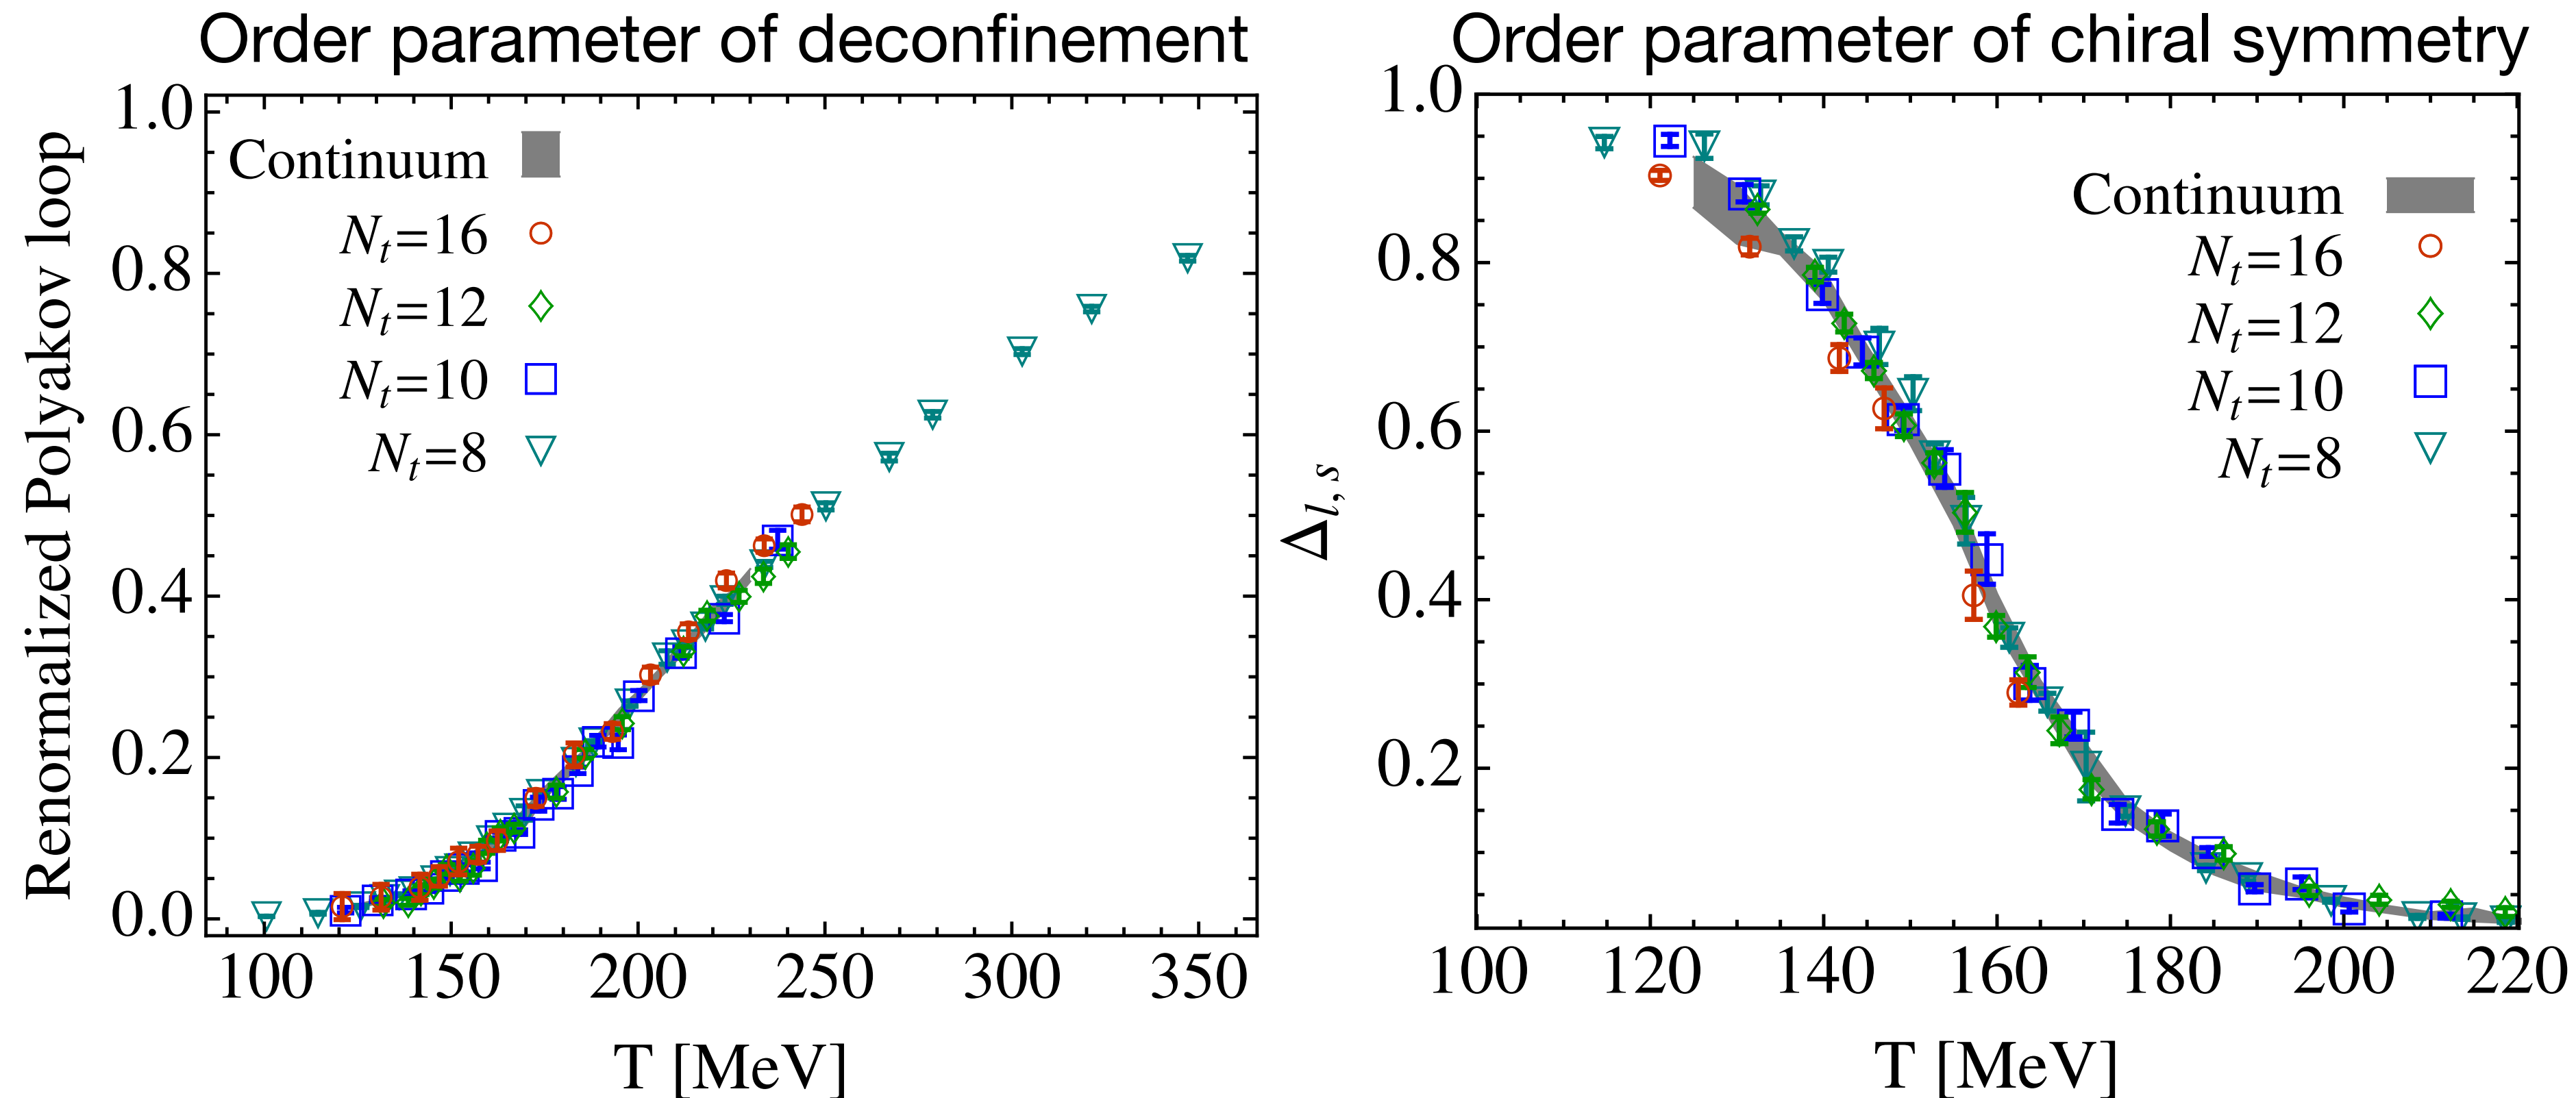 Order parameter of deconfinement
Renormalized Polyakov loop
1.0
0.8
0.6
0.4
0.2
0.0
Continuum
N_t=16
N_t=12
N_t=10
N_t=8
100 150 200 250 300 350
T [MeV]
Order parameter of chiral symmetry
Δ_l,s
1.0
0.8
0.6
0.4
0.2
Continuum
N_t=16
N_t=12
N_t=10
N_t=8
100 120 140 160 180 200 220
T [MeV]